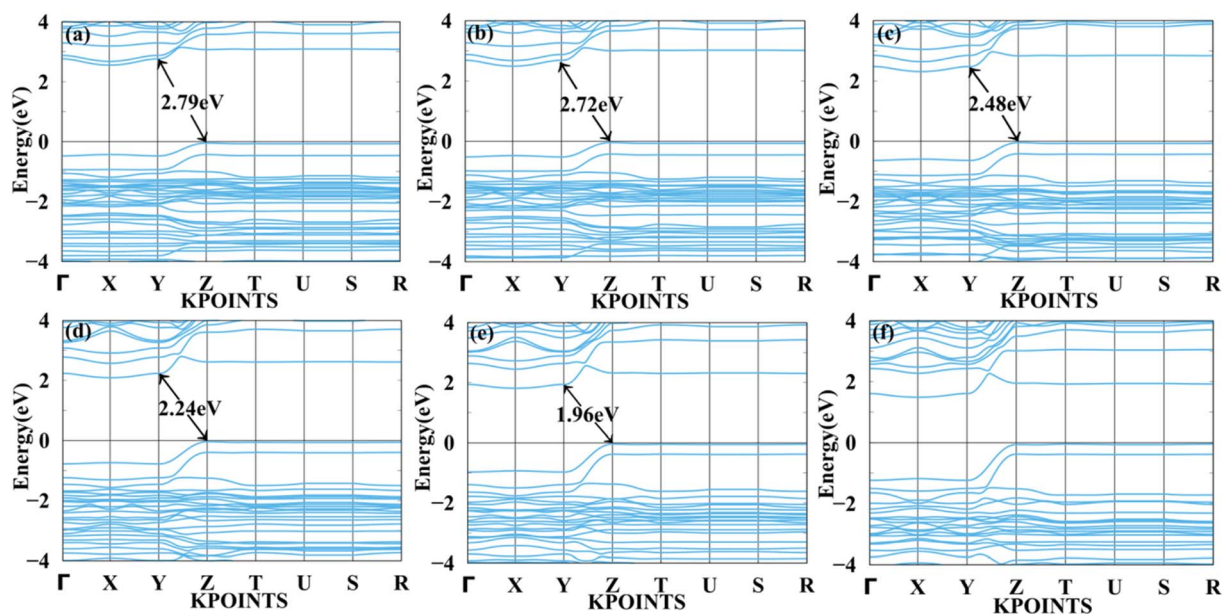 (a)
4
2
0
−2
−4
Energy(eV)
2.79eV
Γ X Y Z T U S R
KPOINTS
(b)
4
2
0
−2
−4
Energy(eV)
2.72eV
Γ X Y Z T U S R
KPOINTS
(c)
4
2
0
−2
−4
Energy (eV)
2.48eV
Γ X Y Z T U S R
KPOINTS
(d)
4
2
0
−2
−4
Energy(eV)
2.24eV
Γ X Y Z T U S R
KPOINTS
(e)
4
2
0
−2
−4
Energy(eV)
1.96eV
Γ X Y Z T U S R
KPOINTS
(f)
4
2
0
−2
−4
Energy(eV)
Γ X Y Z T U S R
KPOINTS